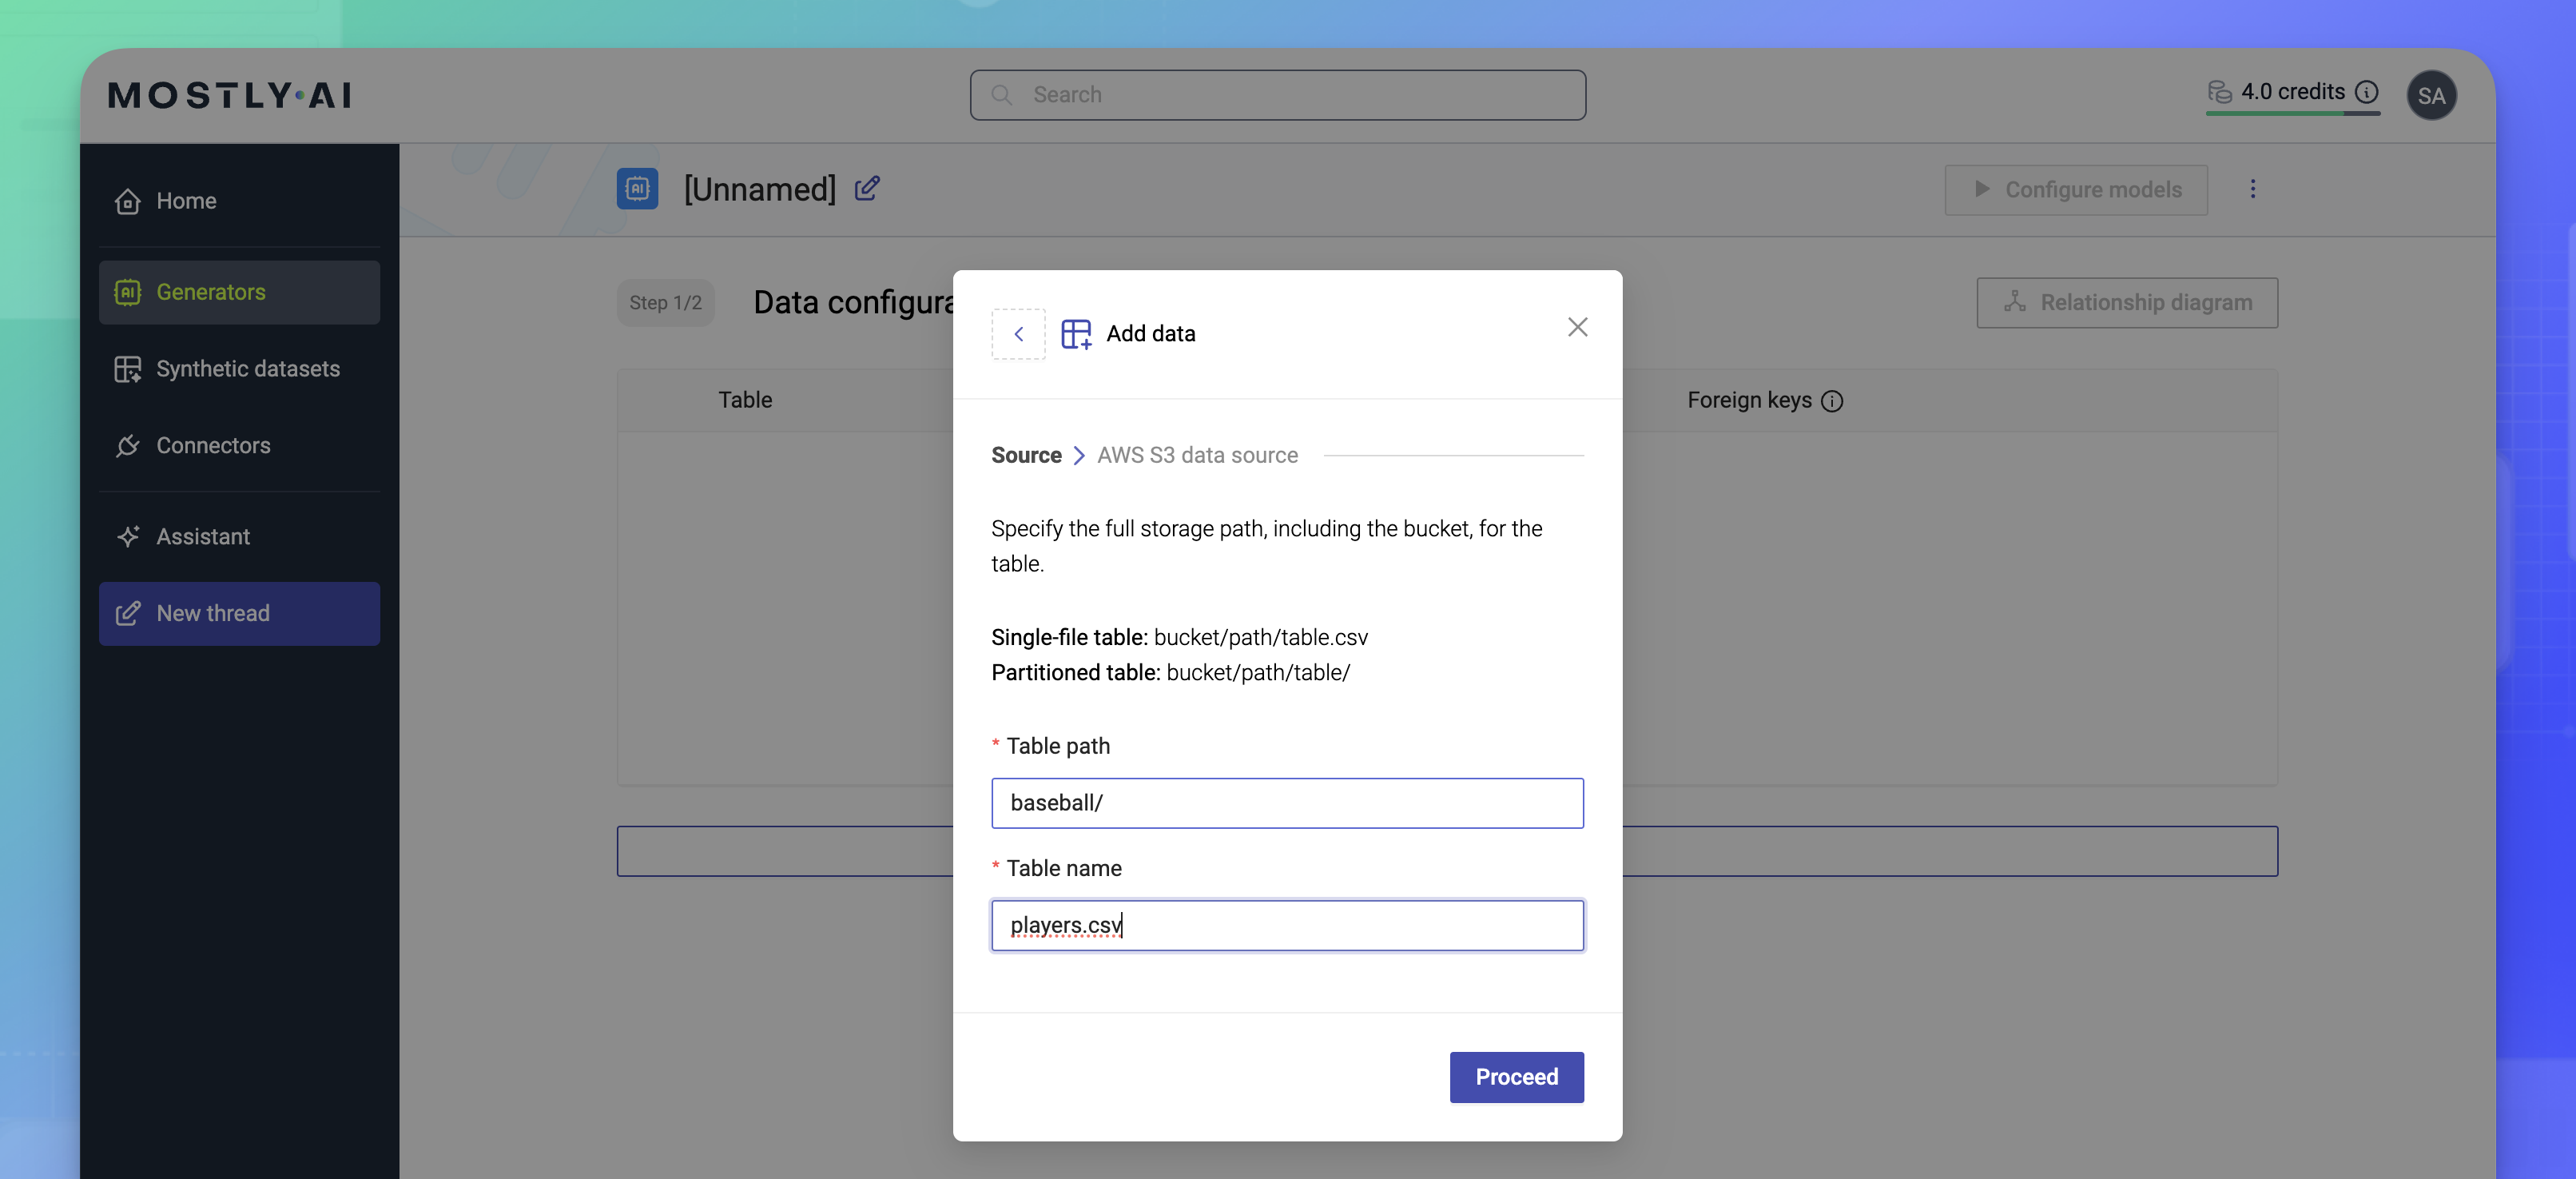 MOSTLY·AI
Search
4.0 credits
SA
Home
Generators
Synthetic datasets
Connectors
Assistant
New thread
AI
[Unnamed]
Configure models
Step 1/2
Data configura
Relationship diagram
Table
Foreign keys
Add data
Source > AWS S3 data source
Specify the full storage path, including the bucket, for the
table.
Single-file table: bucket/path/table.csv
Partitioned table: bucket/path/table/
* Table path
baseball/
* Table name
players.csv
Proceed